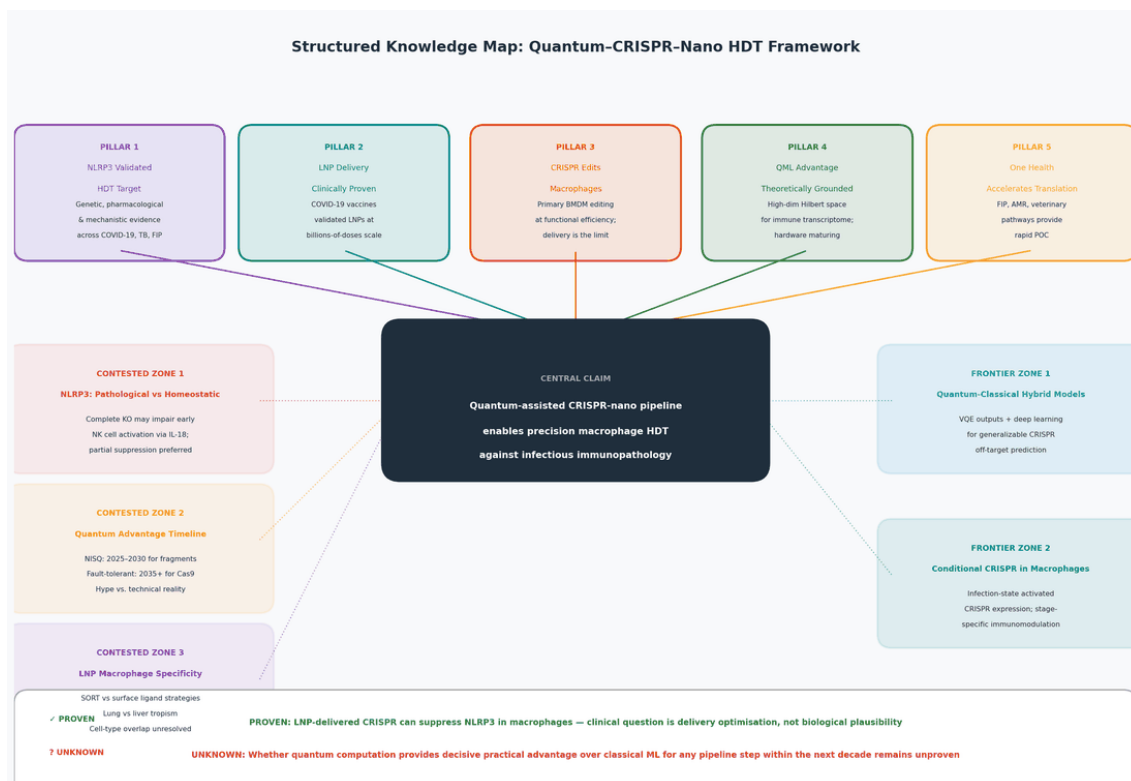 Structured Knowledge Map: Quantum–CRISPR–Nano HDT Framework
PILLAR 1
NLRP3 Validated
HDT Target
Genetic, pharmacological
& mechanistic evidence
across COVID-19, TB, FIP
PILLAR 2
LNP Delivery
Clinically Proven
COVID-19 vaccines
validated LNPs at
billions-of-doses scale
PILLAR 3
CRISPR Edits
Macrophages
Primary BMDM editing
at functional efficiency;
delivery is the limit
PILLAR 4
QML Advantage
Theoretically Grounded
High-dim Hilbert space
for immune transcriptome;
hardware maturing
PILLAR 5
One Health
Accelerates Translation
FIP, AMR, veterinary
pathways provide
rapid POC
CENTRAL CLAIM
Quantum-assisted CRISPR-nano pipeline
enables precision macrophage HDT
against infectious immunopathology
CONTESTED ZONE 1
NLRP3: Pathological vs Homeostatic
Complete KO may impair early
NK cell activation via IL-18;
partial suppression preferred
CONTESTED ZONE 2
Quantum Advantage Timeline
NISQ: 2025–2030 for fragments
Fault-tolerant: 2035+ for Cas9
Hype vs. technical reality
CONTESTED ZONE 3
LNP Macrophage Specificity
SORT vs surface ligand strategies
Lung vs liver tropism
Cell-type overlap unresolved
FRONTIER ZONE 1
Quantum-Classical Hybrid Models
VQE outputs + deep learning
for generalizable CRISPR
off-target prediction
FRONTIER ZONE 2
Conditional CRISPR in Macrophages
Infection-state activated
CRISPR expression; stage-
specific immunomodulation
✓ PROVEN
PROVEN: LNP-delivered CRISPR can suppress NLRP3 in macrophages — clinical question is delivery optimisation, not biological plausibility
? UNKNOWN
UNKNOWN: Whether quantum computation provides decisive practical advantage over classical ML for any pipeline step within the next decade remains unproven